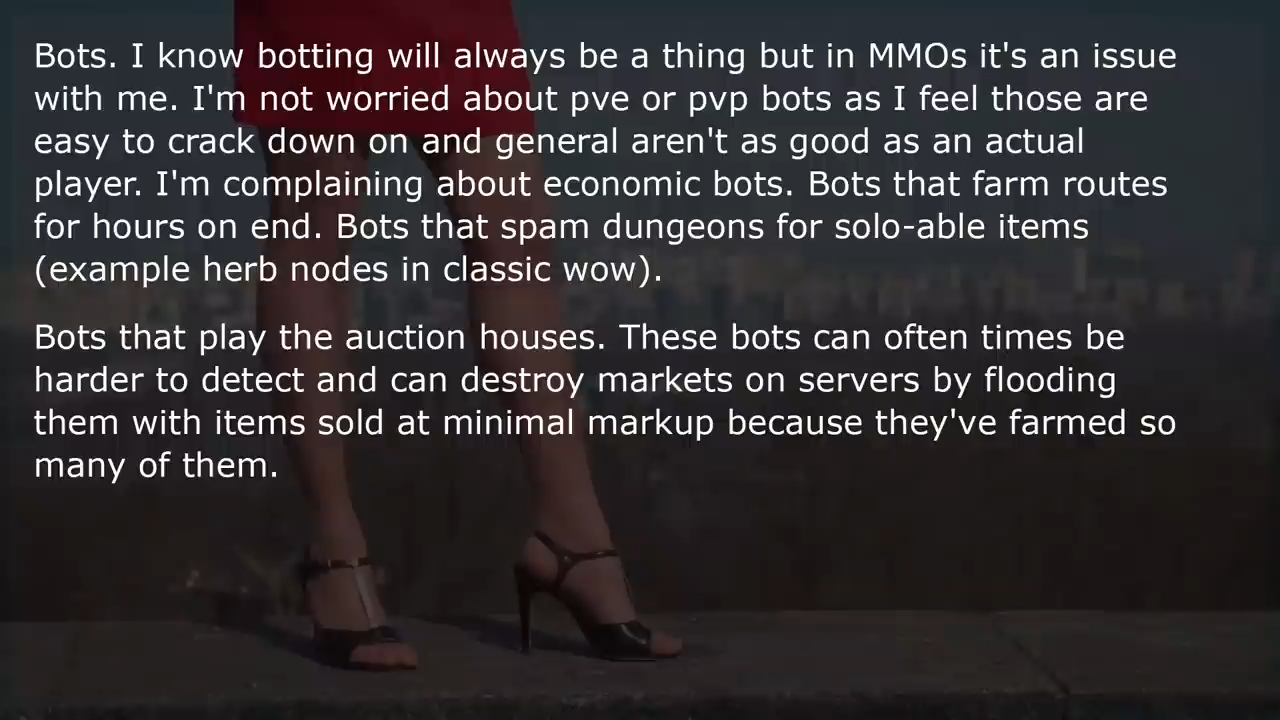 Bots. I know botting will always be a thing but in MMOs it's an issue
with me. I'm not worried about pve or pvp bots as I feel those are
easy to crack down on and general aren't as good as an actual
player. I'm complaining about economic bots. Bots that farm routes
for hours on end. Bots that spam dungeons for solo-able items
(example herb nodes in classic wow).
Bots that play the auction houses. These bots can often times be
harder to detect and can destroy markets on servers by flooding
them with items sold at minimal markup because they've farmed so
many of them.